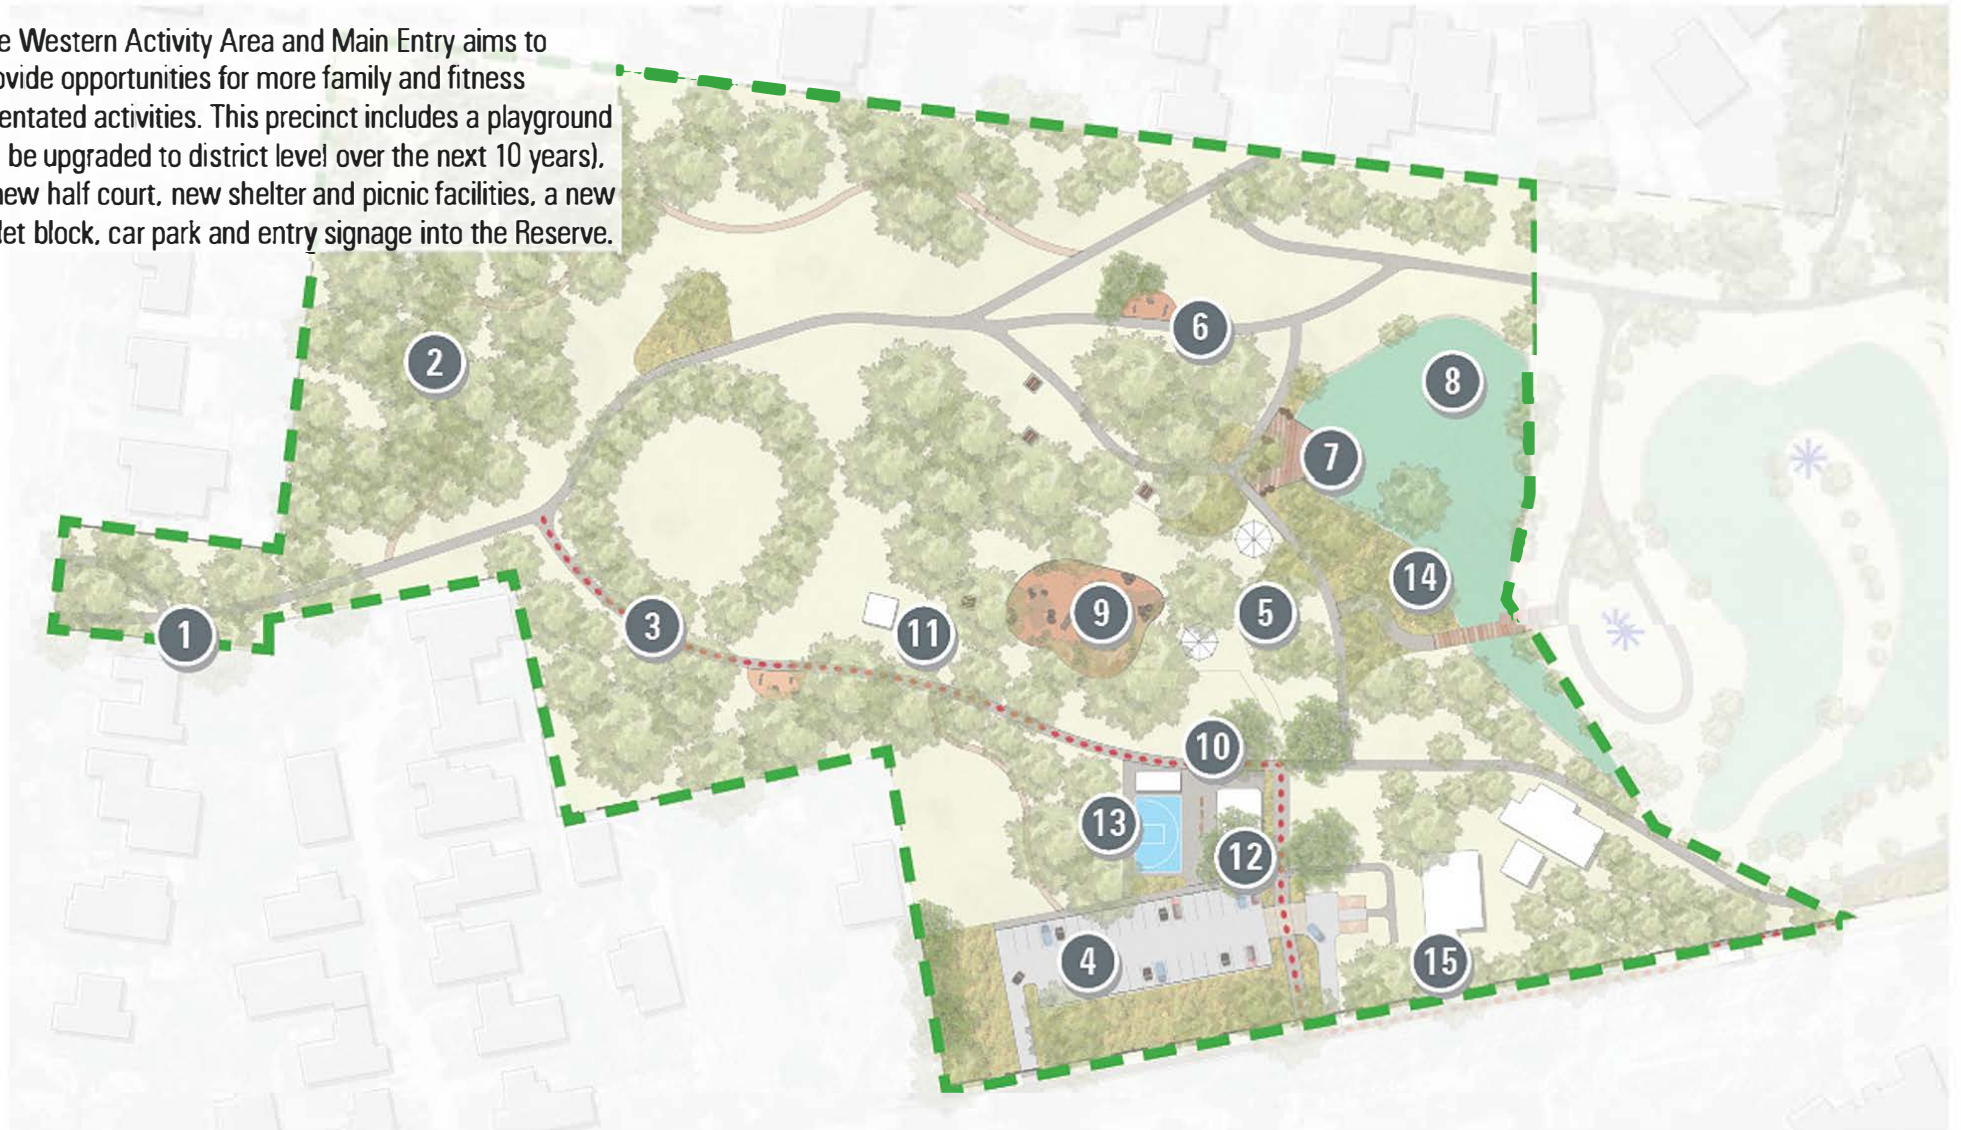 e Western Activity Area and Main Entry aims to
ovide opportunities for more family and fitness
entated activities. This precinct includes a playground
be upgraded to district level over the next 10 years),
new half court, new shelter and picnic facilities, a new
let block, car park and entry signage into the Reserve.
6
2
8
7
14
9
5
3
11
1
10
13
12
4
15